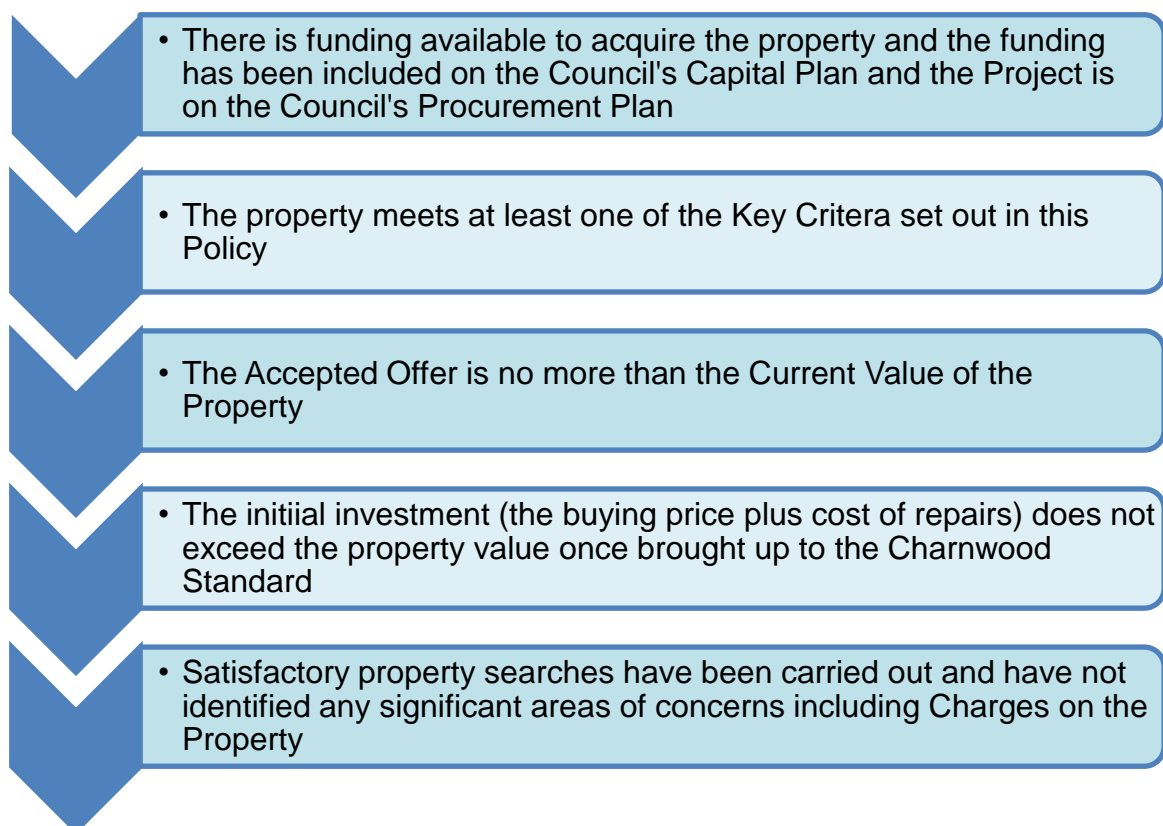 • There is funding available to acquire the property and the funding
has been included on the Council's Capital Plan and the Project is
on the Council's Procurement Plan
• The property meets at least one of the Key Critera set out in this
Policy
• The Accepted Offer is no more than the Current Value of the
Property
• The initiial investment (the buying price plus cost of repairs) does not
exceed the property value once brought up to the Charnwood
Standard
• Satisfactory property searches have been carried out and have not
identified any significant areas of concerns including Charges on the
Property